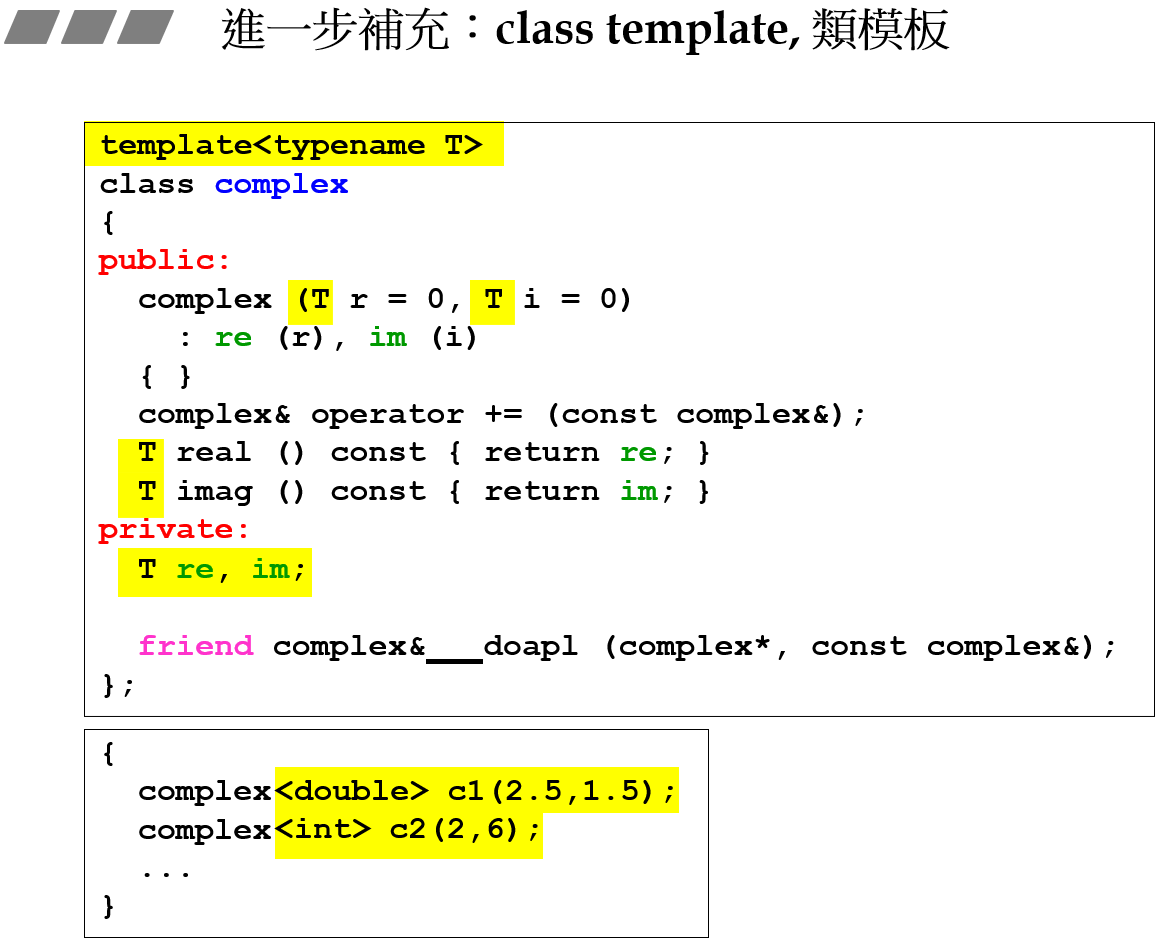 進一步補充：class template, 類模板
template<typename T>
class complex
{
public:
  complex (T r = 0, T i = 0)
    : re (r), im (i)
  { }
  complex& operator += (const complex&);
  T real () const { return re; }
  T imag () const { return im; }
private:
  T re, im;
  friend complex&___doapl (complex*, const complex&);
};
{
  complex<double> c1(2.5,1.5);
  complex<int> c2(2,6);
  ...
}